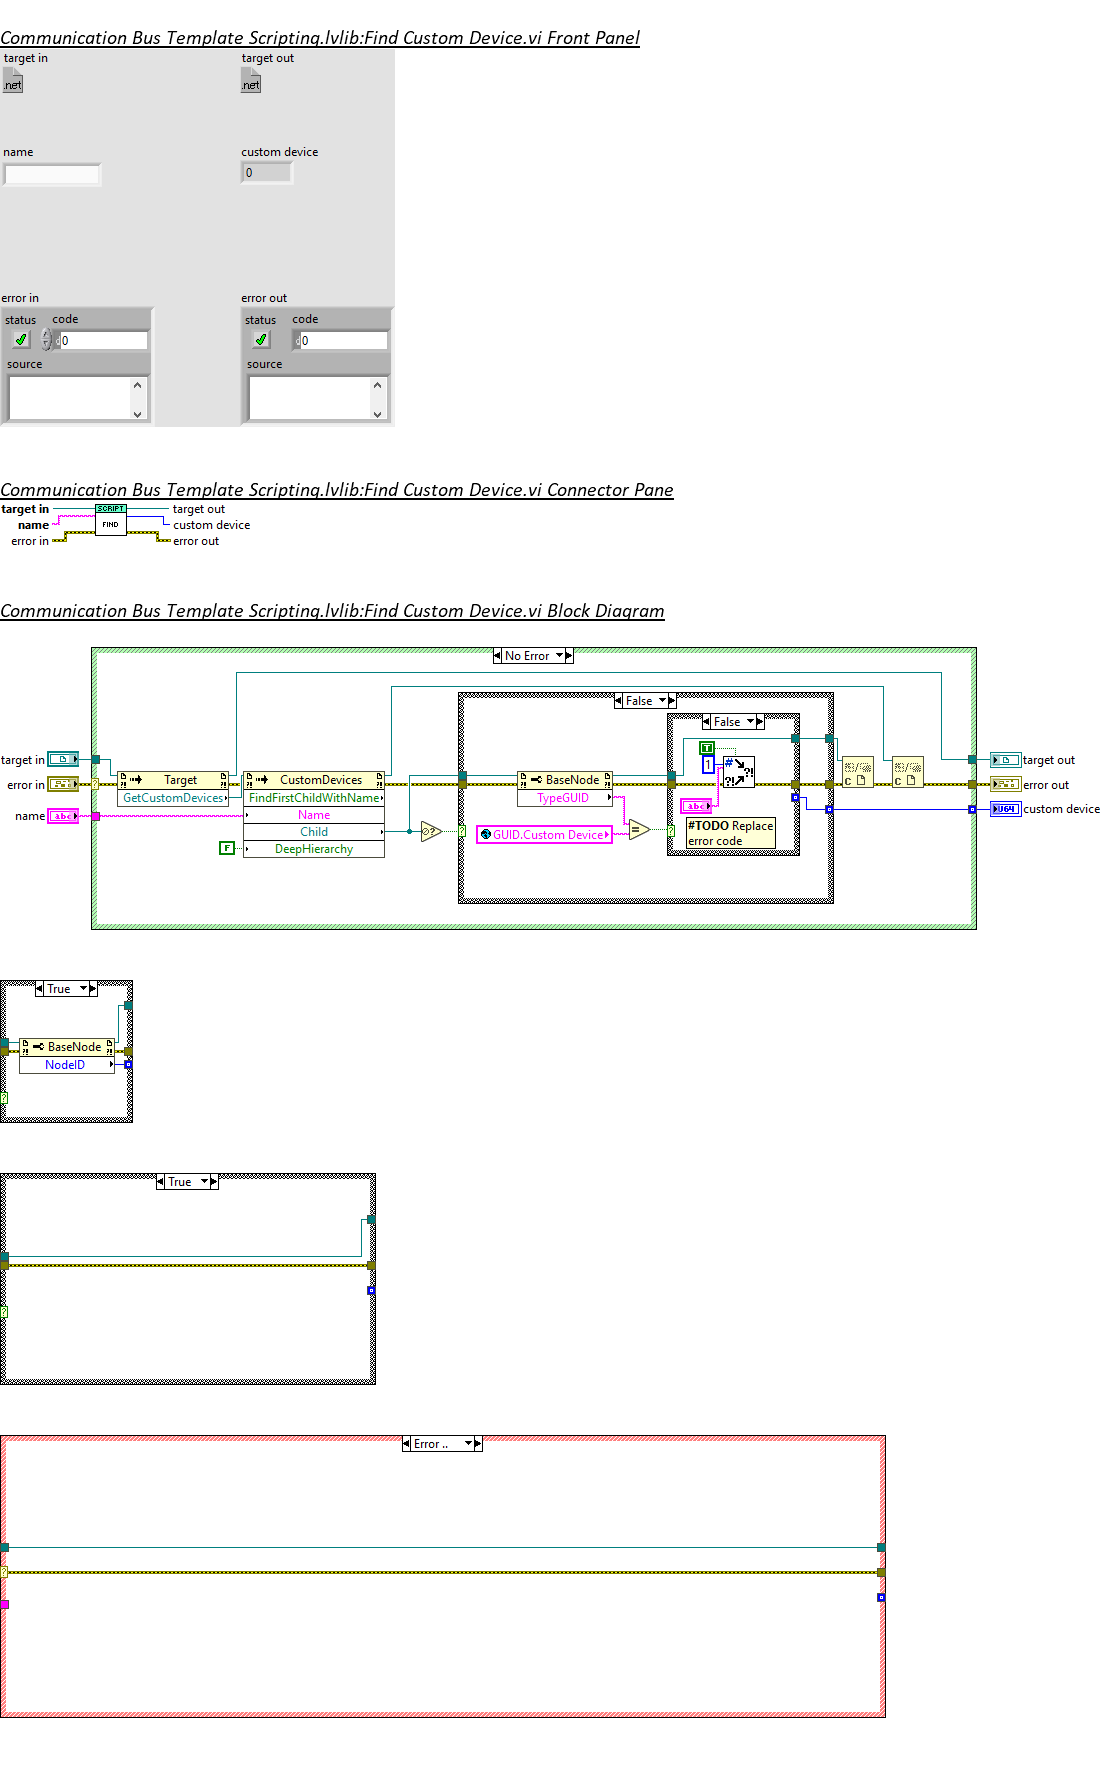 Communication Bus Template Scripting.lvlib:Find Custom Device.vi Front Panel
target in
target out
.net
.net
name
custom device
0
error in
error out
status
code
status
code
0
0
source
source
Communication Bus Template Scripting.lvlib:Find Custom Device.vi Connector Pane
target in
SCRIPT
target out
name
FIND
custom device
error in
error out
Communication Bus Template Scripting.lvlib:Find Custom Device.vi Block Diagram
No Error
False
False
target in
T
target out
Target
CustomDevices
BaseNode
error in
1
#
error out
GetCustomDevices
FindFirstChildWithName
TypeGUID
name
abc
Name
abc
U64
custom device
Child
GUID.Custom Device
=
#TODO Replace
error code
F
DeepHierarchy
True
BaseNode
NodeID
True
Error ..